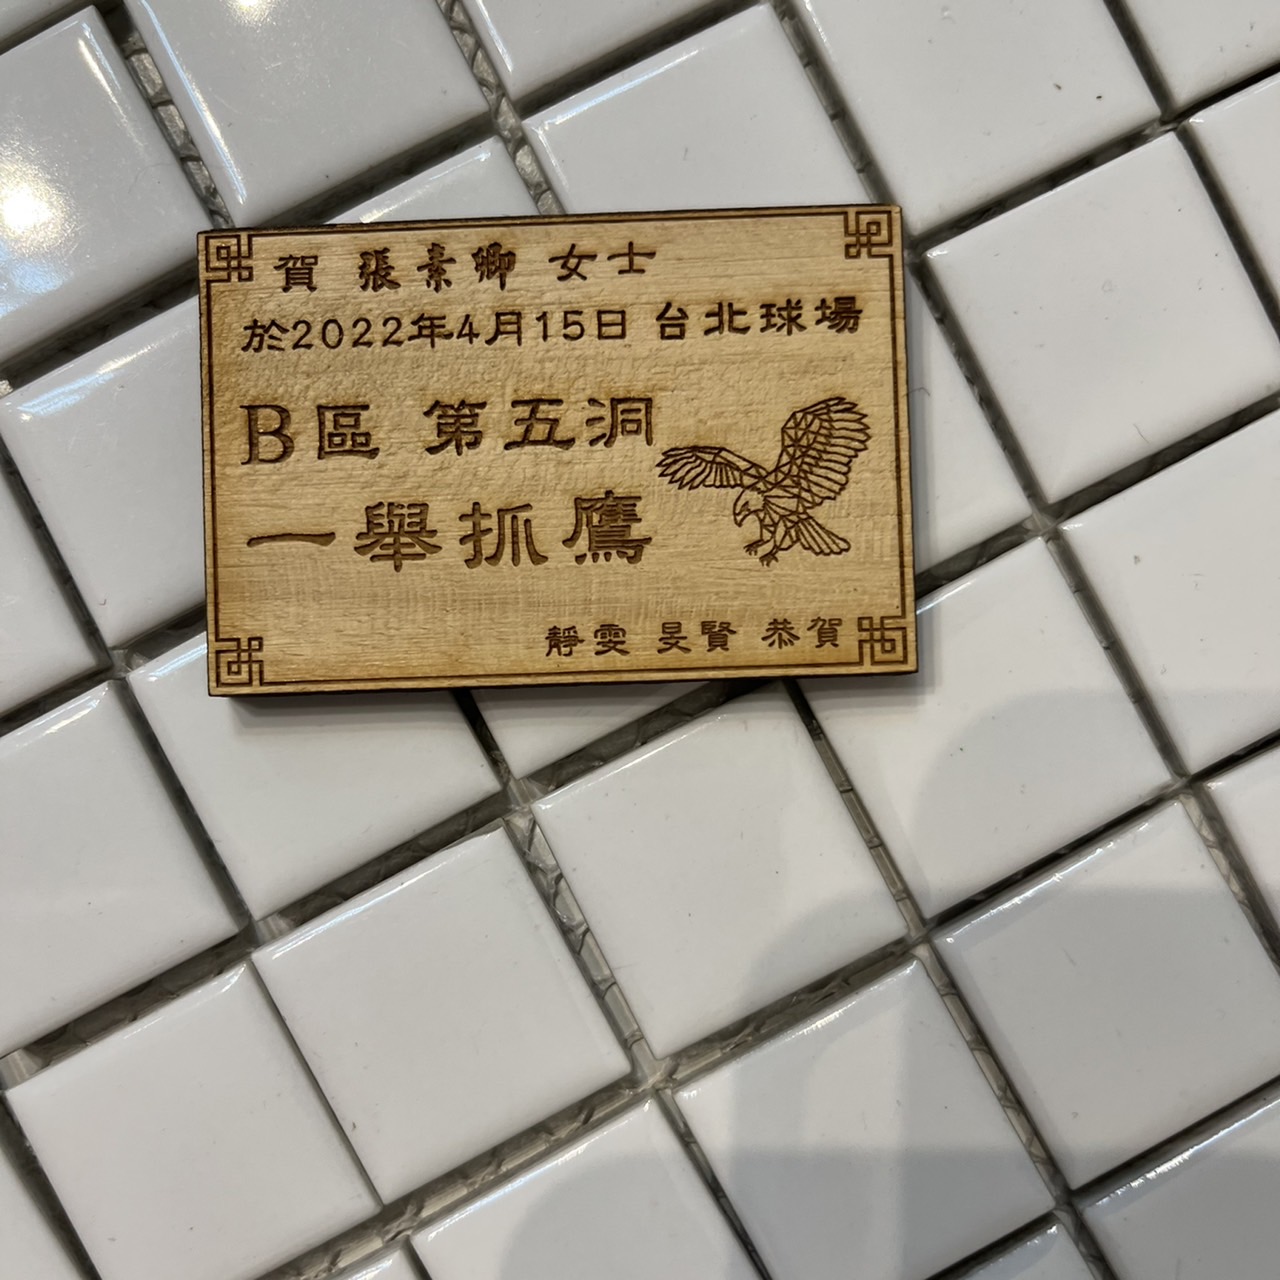 賀 張素卿 女士
於2022年4月15日 台北球場
B區 第五洞
一舉抓鷹
靜雯 旻賢 恭賀